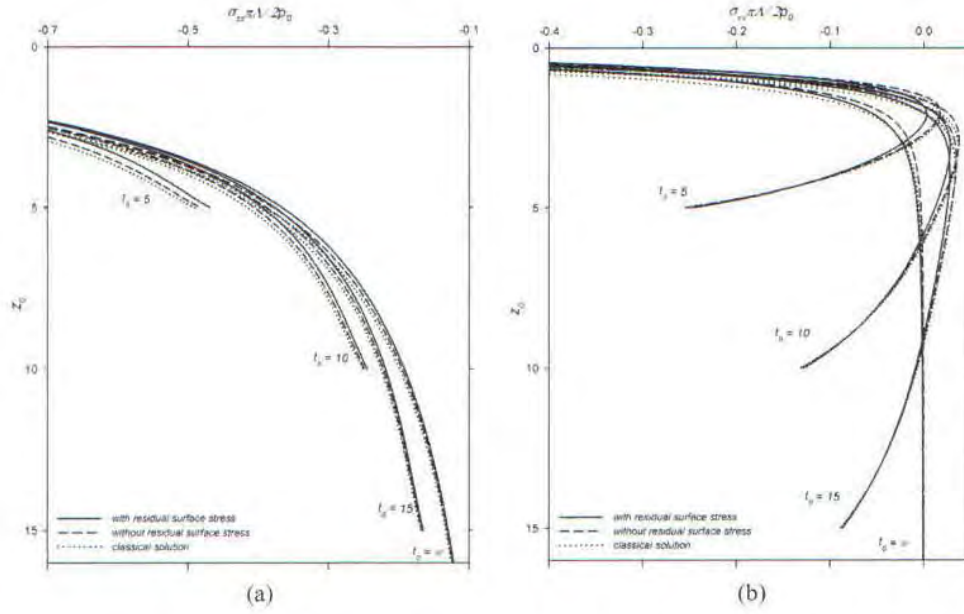 σzzπΛ/2p0
-0.7 -0.5 -0.3 -0.1
0
5
10
15
z0
t0 = 5
t0 = 10
t0 = 15
t0 = ∞
with residual surface stress
without residual surface stress
classical solution
(a)
σxxπΛ/2p0
-0.4 -0.3 -0.2 -0.1 0.0
0
5
10
15
z0
t0 = 5
t0 = 10
t0 = 15
t0 = ∞
with residual surface stress
without residual surface stress
classical solution
(b)